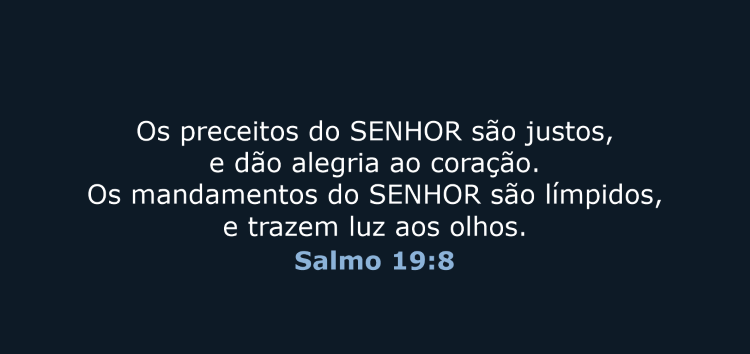 Os preceitos do SENHOR são justos,
e dão alegria ao coração.
Os mandamentos do SENHOR são límpidos,
e trazem luz aos olhos.
Salmo 19:8